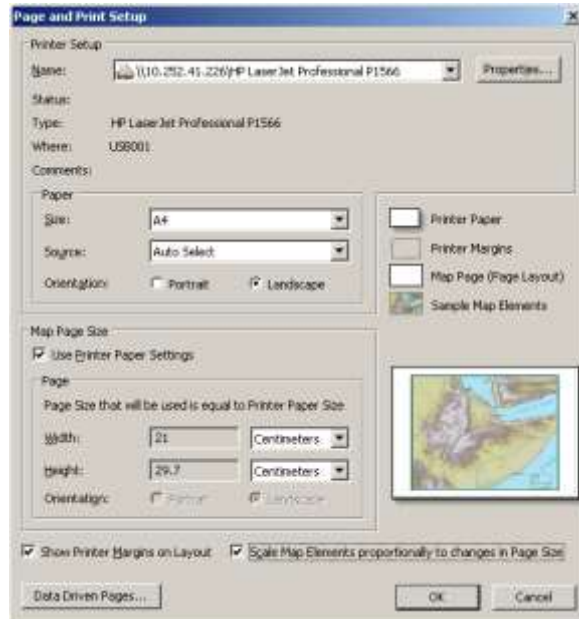 Page and Print Setup
Printer Setup
Name: \\10.252.41.226\HP LaserJet Professional P1566 Properties...
Status:
Type: HP LaserJet Professional P1566
Where: USB001
Comments:
Paper
Size: A4
Source: Auto Select
Orientation: Portrait Landscape
Printer Paper
Printer Margins
Map Page (Page Layout)
Sample Map Elements
Map Page Size
Use Printer Paper Settings
Page
Page Size that will be used is equal to Printer Paper Size
Width: 21 Centimeters
Height: 29.7 Centimeters
Orientation: Portrait Landscape
Show Printer Margins on Layout Scale Map Elements proportionally to changes in Page Size
Data Driven Pages... OK Cancel